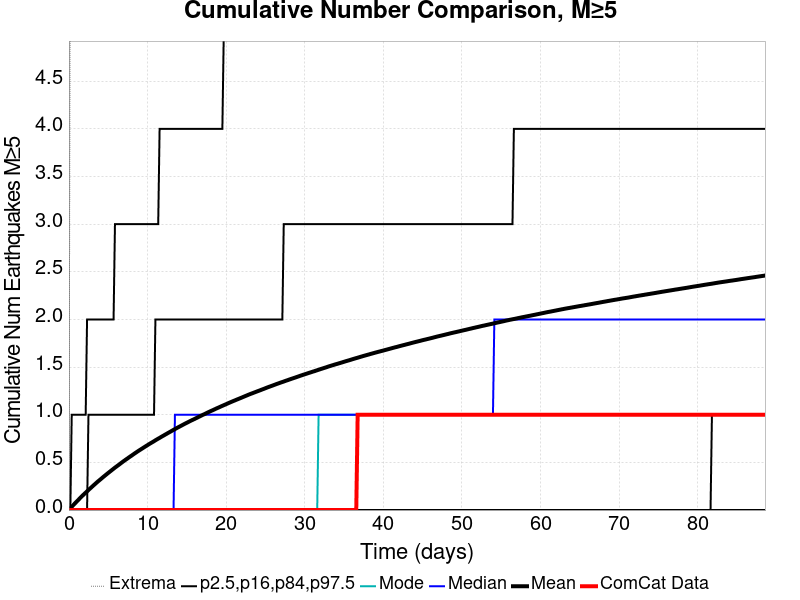 Cumulative Number Comparison, M≥5
Cumulative Num Earthquakes M≥5
4.5
4.0
3.5
3.0
2.5
2.0
1.5
1.0
0.5
0.0
0 10 20 30 40 50 60 70 80
Time (days)
Extrema p2.5,p16,p84,p97.5 Mode Median Mean ComCat Data